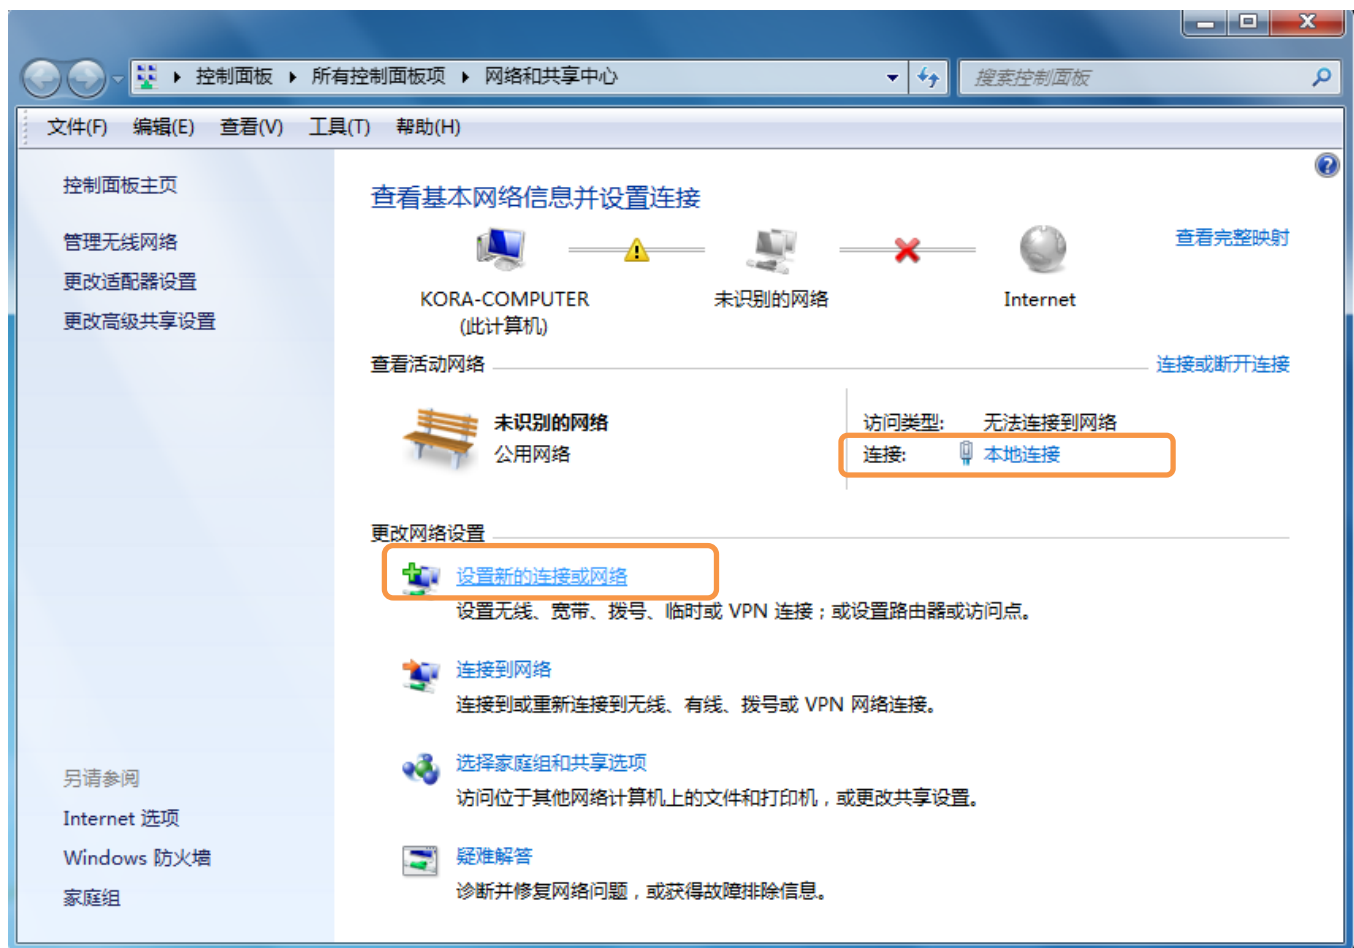 控制面板 所有控制面板项 网络和共享中心 搜索控制面板
文件(F) 编辑(E) 查看(V) 工具(T) 帮助(H)
控制面板主页
管理无线网络
更改适配器设置
更改高级共享设置
查看基本网络信息并设置连接
查看完整映射
KORA-COMPUTER
(此计算机)
未识别的网络
Internet
查看活动网络
连接或断开连接
未识别的网络
公用网络
访问类型: 无法连接到网络
连接: 本地连接
更改网络设置
设置新的连接或网络
设置无线、宽带、拨号、临时或 VPN 连接；或设置路由器或访问点。
连接到网络
连接到或重新连接到无线、有线、拨号或 VPN 网络连接。
选择家庭组和共享选项
访问位于其他网络计算机上的文件和打印机，或更改共享设置。
疑难解答
诊断并修复网络问题，或获得故障排除信息。
另请参阅
Internet 选项
Windows 防火墙
家庭组